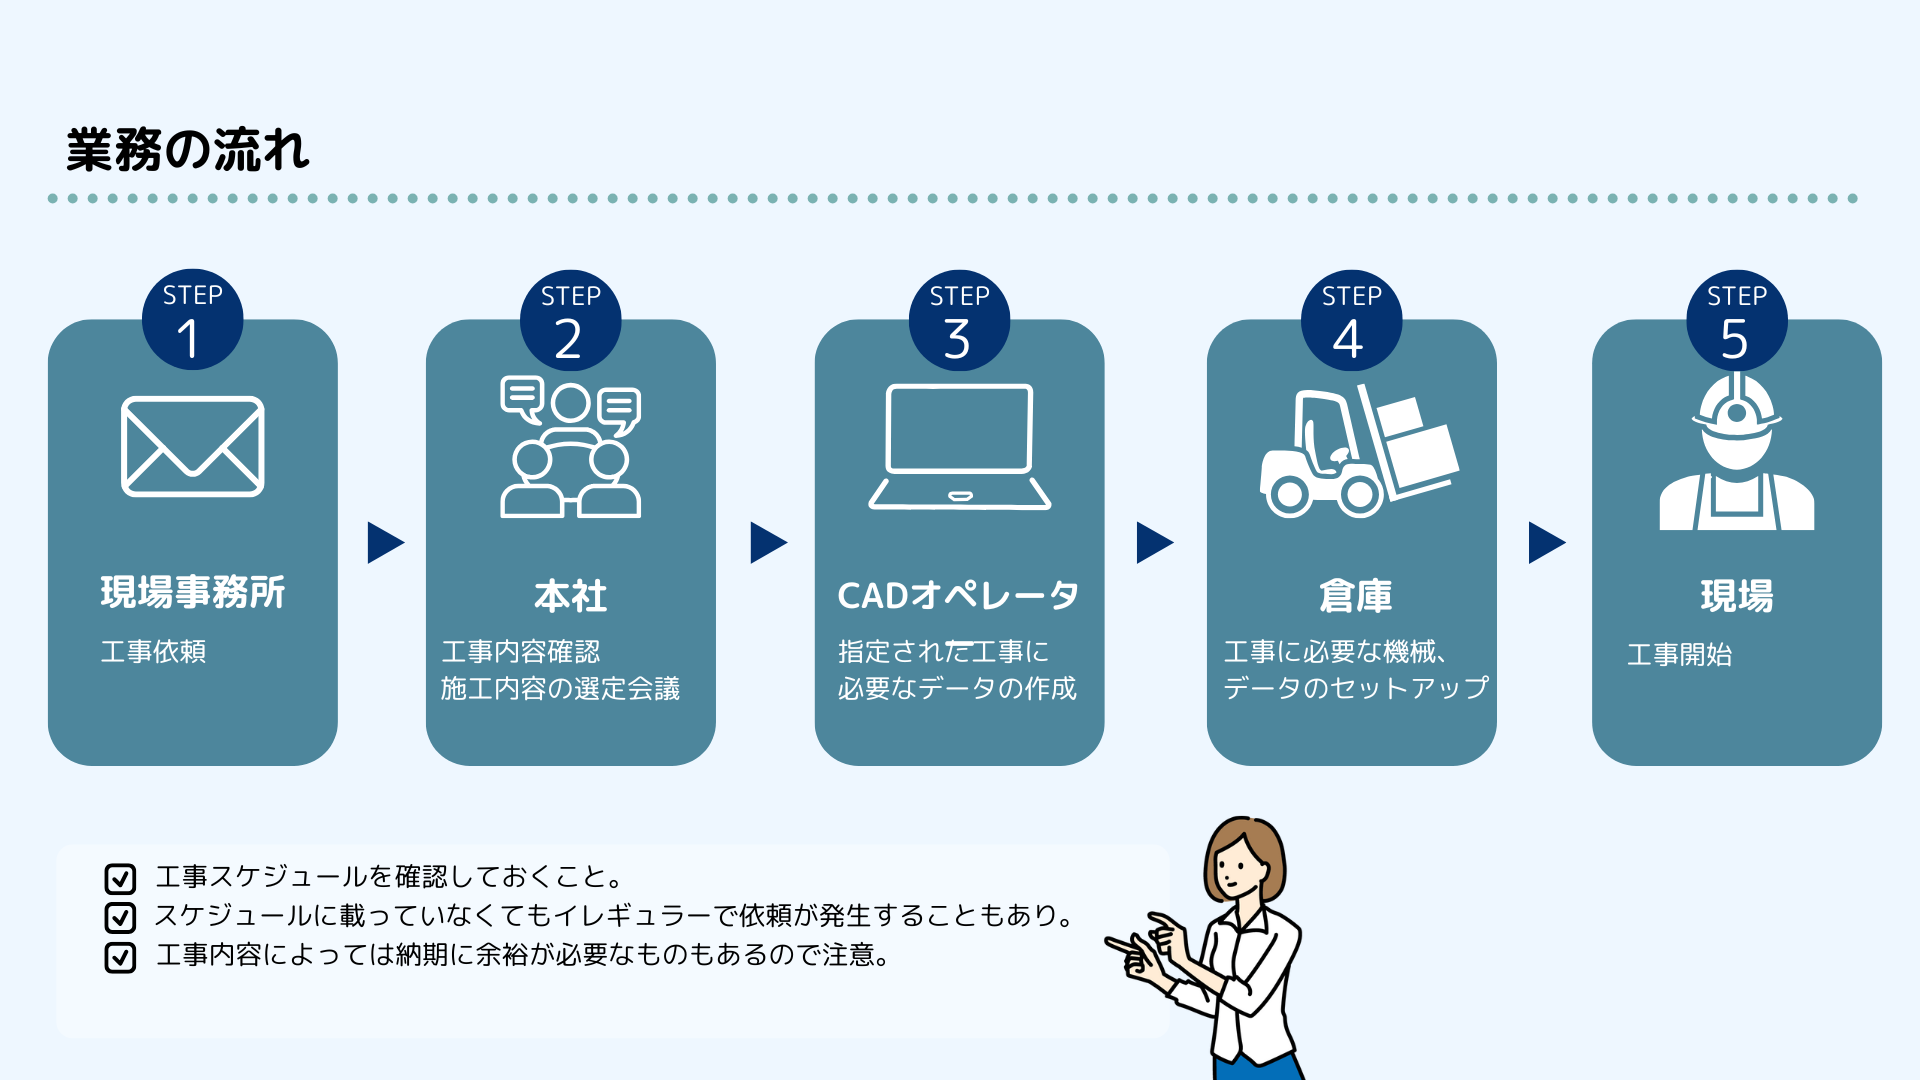 業務の流れ
STEP
1
現場事務所
工事依頼
STEP
2
本社
工事内容確認
施工内容の選定会議
STEP
3
CADオペレータ
ー
指定された工事に
必要なデータの作成
STEP
4
倉庫
工事に必要な機械、
データのセットアップ
STEP
5
現場
工事開始
工事スケジュールを確認しておくこと。
スケジュールに載っていなくてもイレギュラーで依頼が発生することもあり。
工事内容によっては納期に余裕が必要なものもあるので注意。